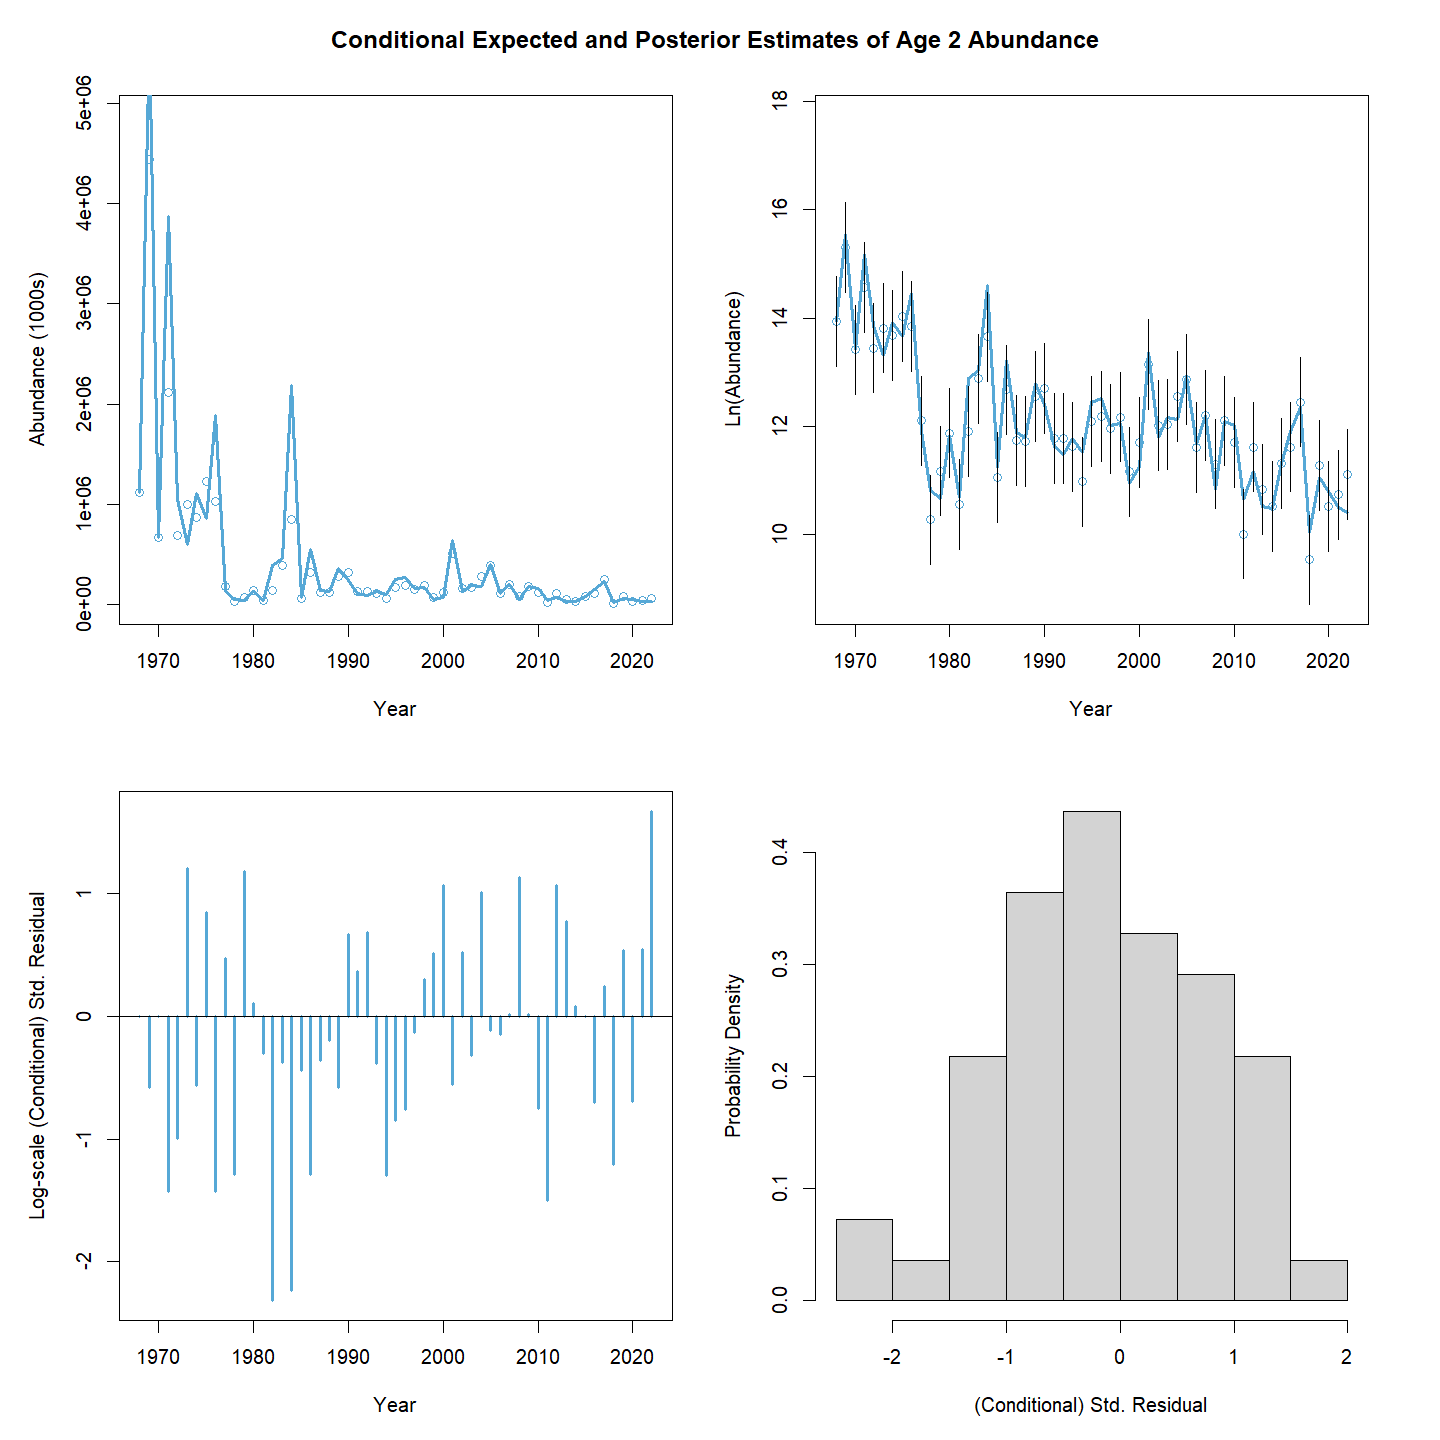 Conditional Expected and Posterior Estimates of Age 2 Abundance
Abundance (1000s)
5e+06
4e+06
3e+06
2e+06
1e+06
0e+00
1970 1980 1990 2000 2010 2020
Year
Ln(Abundance)
18
16
14
12
10
1970 1980 1990 2000 2010 2020
Year
Log-scale (Conditional) Std. Residual
1
0
-1
-2
1970 1980 1990 2000 2010 2020
Year
Probability Density
0.4
0.3
0.2
0.1
0.0
-2 -1 0 1 2
(Conditional) Std. Residual